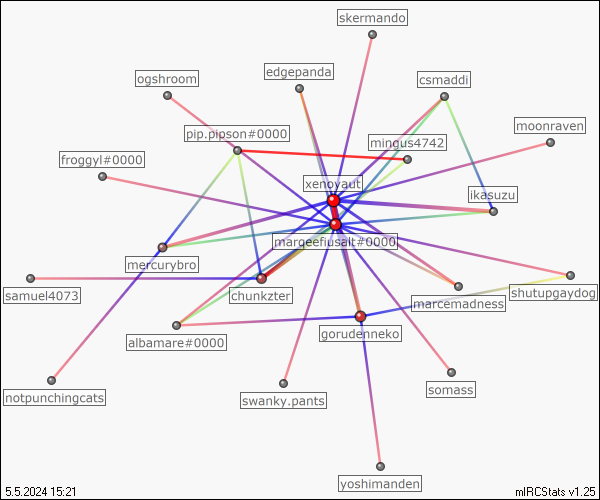 skermando
edgepanda
ogshroom
csmaddi
moonraven
pip.pipson#0000
mingus4742
froggyl#0000
xenoyaut
ikasuzu
margeefiusalt#0000
mercurybro
samuel4073
chunkzter
marcemadness
shutupgaydog
gorudenneko
albamare#0000
notpunchingcats
swanky.pants
somass
yoshimanden
5.5.2024 15:21
mIRCStats v1.25